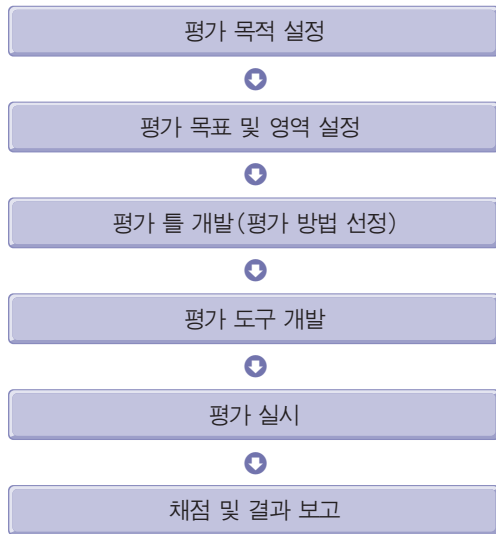 평가 목적 설정
평가 목표 및 영역 설정
평가 틀 개발(평가 방법 선정)
평가 도구 개발
평가 실시
채점 및 결과 보고